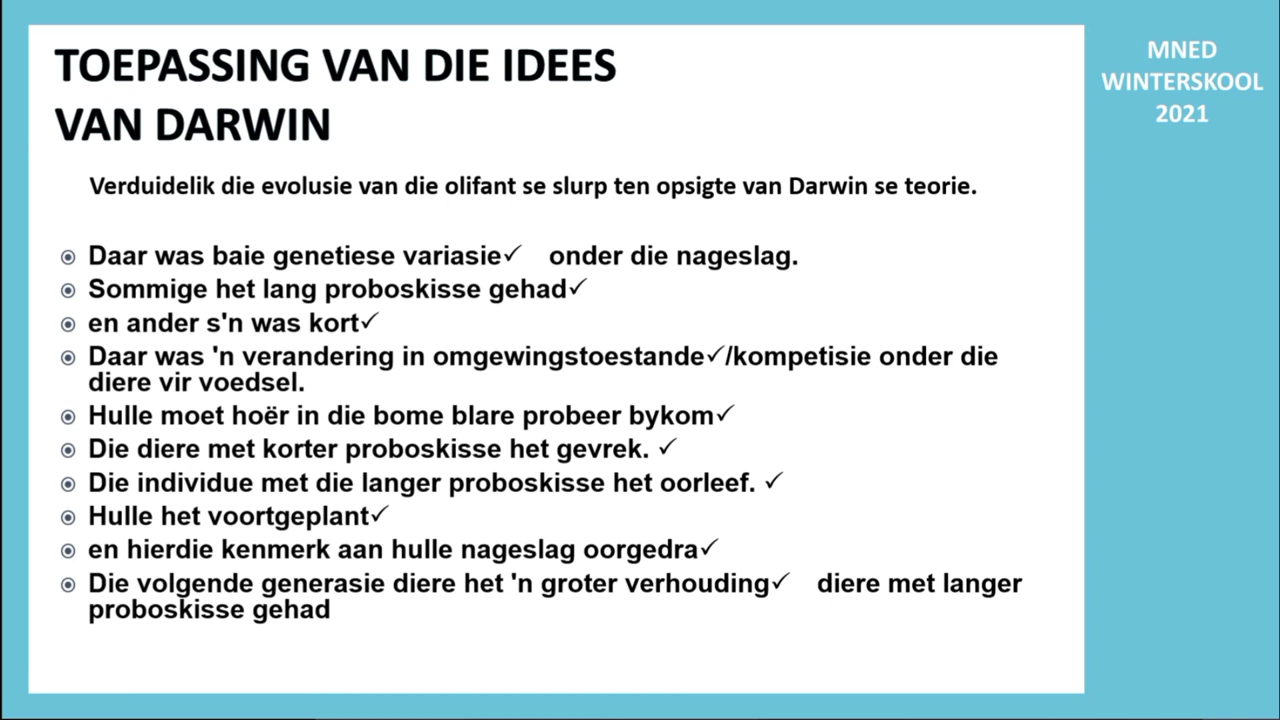 TOEPASSING VAN DIE IDEES
VAN DARWIN
MNED
WINTERSKOOL
2021
Verduidelik die evolusie van die olifant se slurp ten opsigte van Darwin se teorie.
Daar was baie genetiese variasie✓ onder die nageslag.
Sommige het lang proboskisse gehad✓
en ander s'n was kort✓
Daar was 'n verandering in omgewingstoestande✓/kompetisie onder die
diere vir voedsel.
Hulle moet hoër in die bome blare probeer bykom✓
Die diere met korter proboskisse het gevrek. ✓
Die individue met die langer proboskisse het oorleef. ✓
Hulle het voortgeplant✓
en hierdie kenmerk aan hulle nageslag oorgedra✓
Die volgende generasie diere het 'n groter verhouding✓ diere met langer
proboskisse gehad